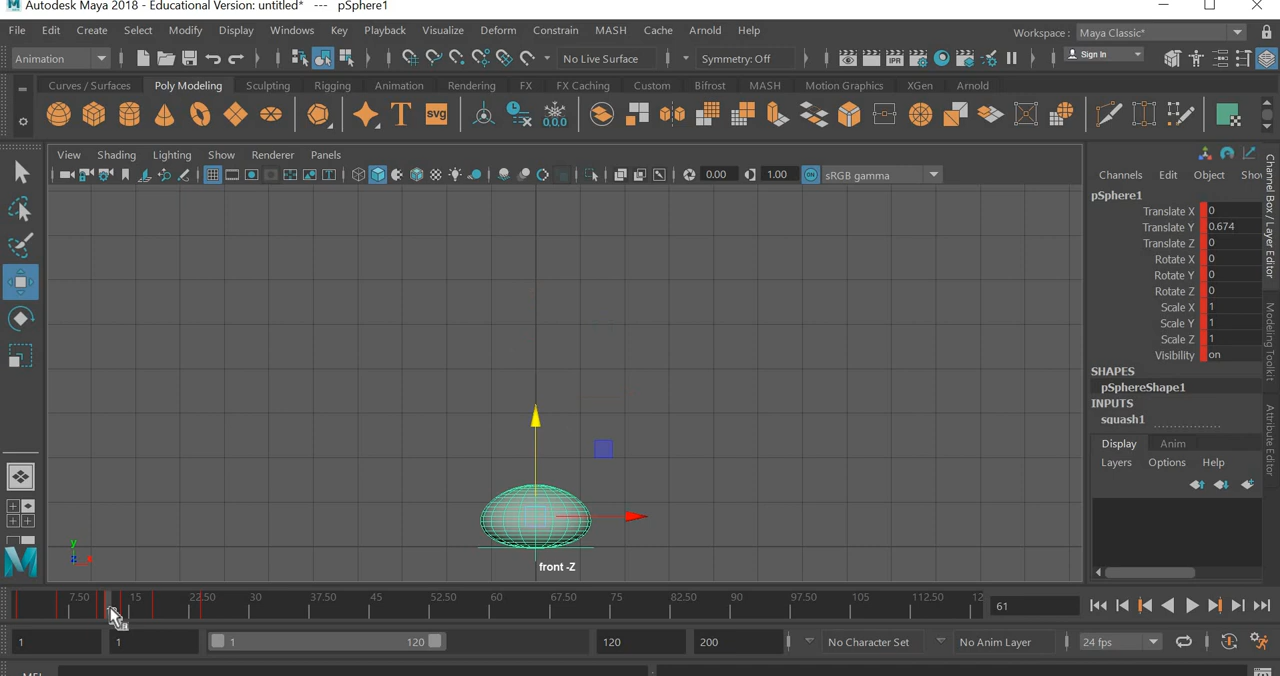 Autodesk Maya 2018 - Educational Version: untitled* --- pSphere1
File Edit Create Select Modify Display Windows Key Playback Visualize Deform Constrain MASH Cache Arnold Help
Workspace : Maya Classic*
Animation No Live Surface Symmetry: Off Sign In
IPR
Curves / Surfaces Poly Modeling Sculpting Rigging Animation Rendering FX FX Caching Custom Bifrost MASH Motion Graphics XGen Arnold
T SVG 0,0,0
View Shading Lighting Show Renderer Panels
0.00 1.00 ON sRGB gamma
Channels Edit Object Show
pSphere1
Translate X 0
Translate Y 0.674
Translate Z 0
Rotate X 0
Rotate Y 0
Rotate Z 0
Scale X 1
Scale Y 1
Scale Z 1
Visibility on
SHAPES
pSphereShape1
INPUTS
squash1
Display Anim
Layers Options Help
Channel Box / Layer Editor
Modeling Toolkit
Attribute Editor
front -Z
y
7.50 15 22.50 30 37.50 45 52.50 60 67.50 75 82.50 90 97.50 105 112.50 12
61
1 1 1 120 120 200 No Character Set No Anim Layer 24 fps
MEL